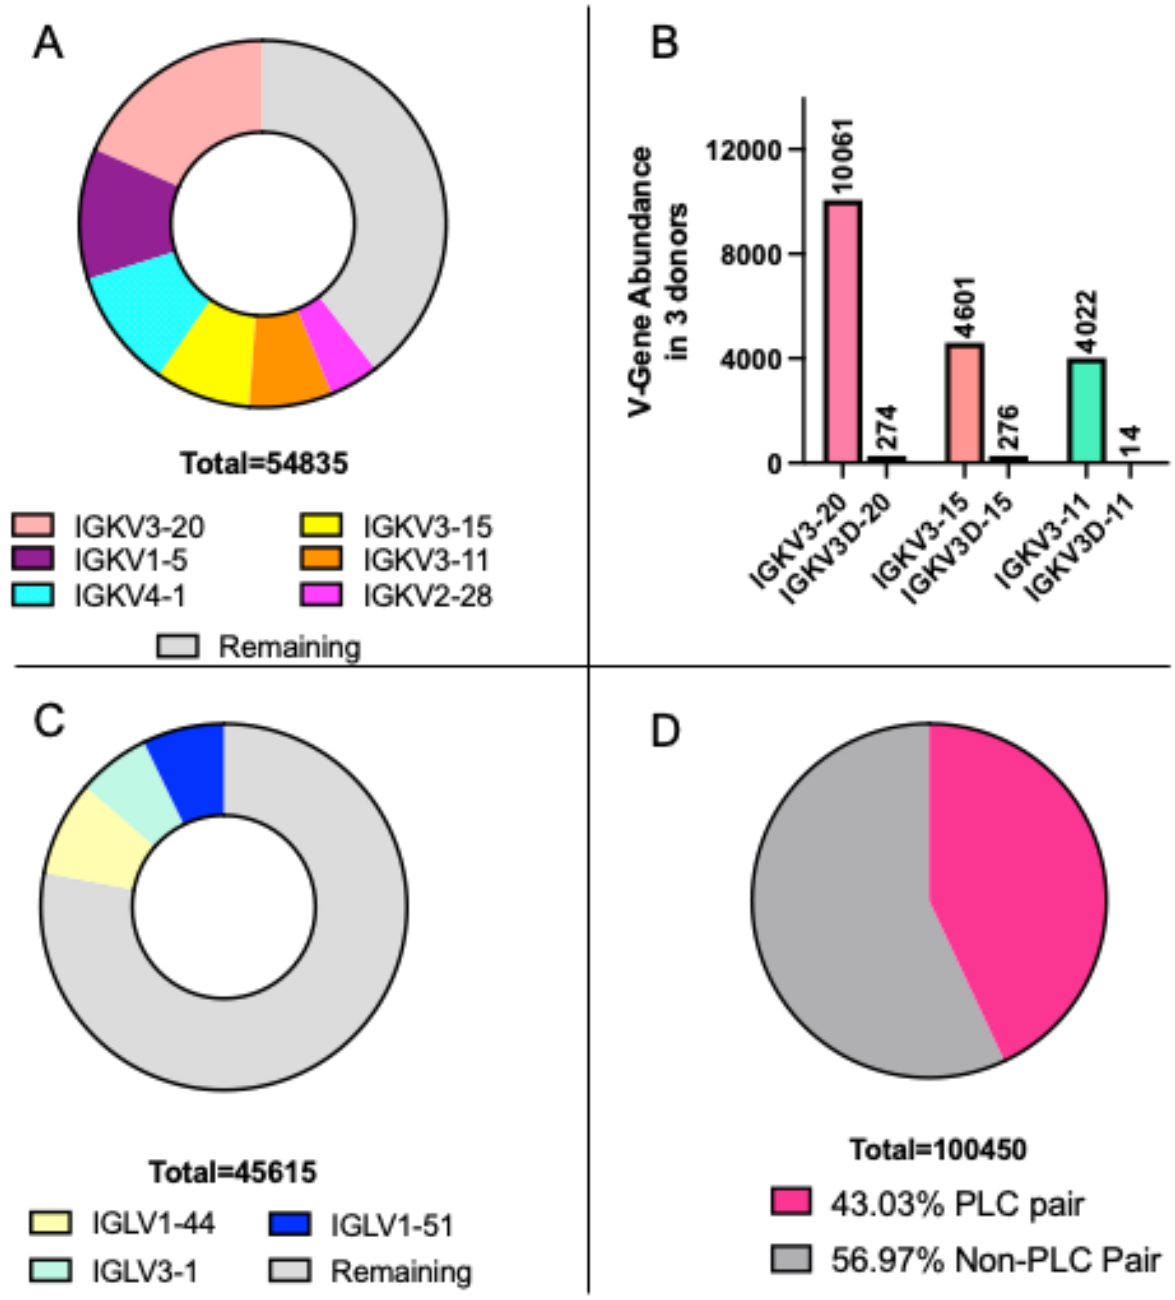 A
Total=54835
IGKV3-20
IGKV3-15
IGKV1-5
IGKV3-11
IGKV4-1
IGKV2-28
Remaining
B
V-Gene Abundance
in 3 donors
12000
8000
4000
0
10061
274
4601
276
4022
14
IGKV3-20
IGKV3D-20
IGKV3-15
IGKV3D-15
IGKV3-11
IGKV3D-11
C
Total=45615
IGLV1-44
IGLV1-51
IGLV3-1
Remaining
D
Total=100450
43.03% PLC pair
56.97% Non-PLC Pair